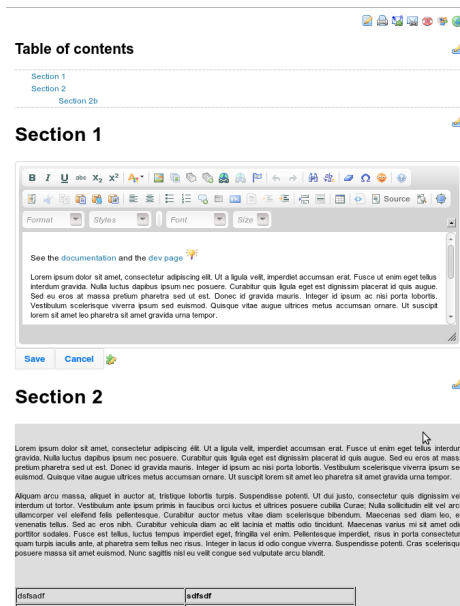 Table of contents
Section 1
Section 2
Section 2b
Section 1
B I U abc X₂ X²
Source
Format Styles Font Size
See the documentation and the dev page
Lorem ipsum dolor sit amet, consectetur adipiscing elit. Ut a ligula velit, imperdiet accumsan erat. Fusce ut enim eget tellus
interdum gravida. Nulla luctus dapibus ipsum nec posuere. Curabitur quis ligula eget est dignissim placerat id quis augue.
Sed eu eros at massa pretium pharetra sed ut est. Donec id gravida mauris. Integer id ipsum ac nisi porta lobortis.
Vestibulum scelerisque viverra ipsum sed euismod. Quisque vitae augue ultrices metus accumsan ornare. Ut suscipit
lorem sit amet leo pharetra sit amet gravida urna tempor.
Save Cancel
Section 2
Lorem ipsum dolor sit amet, consectetur adipiscing élit. Ut a ligula velit, imperdiet accumsan erat. Fusce ut enim eget tellus interdum
gravida. Nulla luctus dapibus ipsum nec posuere. Curabitur quis ligula eget est dignissim placerat id quis augue. Sed eu eros at mass
pretium pharetra sed ut est. Donec id gravida mauris. Integer id ipsum ac nisi porta lobortis. Vestibulum scelerisque viverra ipsum se
euismod. Quisque vitae augue ultrices metus accumsan ornare. Ut suscipit lorem sit amet leo pharetra sit amet gravida urna tempor.
Aliquam arcu massa, aliquet in auctor at, tristique lobortis turpis. Suspendisse potenti. Ut dui justo, consectetur quis dignissim ve
interdum ut tortor. Vestibulum ante ipsum primis in faucibus orci luctus et ultrices posuere cubilia Curae; Nulla sollicitudin elit vel arc
ullamcorper vel eleifend felis pellentesque. Curabitur auctor metus vitae diam scelerisque bibendum. Maecenas sed diam leo, e
venenatis tellus. Sed ac eros nibh. Curabitur vehicula diam ac elit lacinia et mattis odio tincidunt. Maecenas varius mi sit amet odi
porttitor sodales. Fusce est tellus, luctus tempus imperdiet eget, fringilla vel enim. Pellentesque imperdiet, risus in porta consectetur
quam turpis iaculis ante, at pharetra sem tellus nec risus. Integer in lacus id odio congue viverra. Suspendisse potenti. Cras scelerisqu
posuere massa sit amet euismod. Nunc sagittis nisl eu velit congue sed vulputate arcu blandit.
dsfsadf sdfsdf